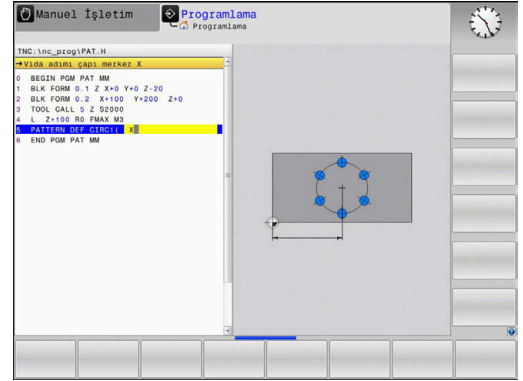 Manuel İşletim
Programlama
Programlama
TNC:\nc_prog\PAT.H
→Vida adımı çapı merkez X
0 BEGIN PGM PAT MM
1 BLK FORM 0.1 Z X+0 Y+0 Z-20
2 BLK FORM 0.2 X+100 Y+200 Z+0
3 TOOL CALL 5 Z S2000
4 L Z+100 R0 FMAX M3
5 PATTERN DEF CIRC1( X
6 END PGM PAT MM